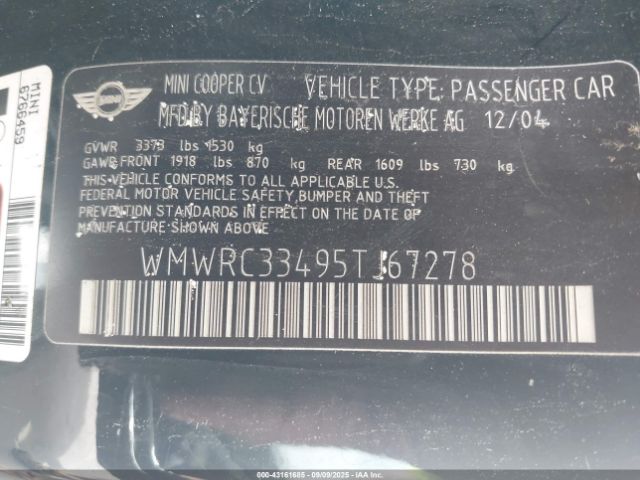 MINI
6766459
MINI COOPER CV VEHICLE TYPE: PASSENGER CAR
MFD.BY BAYERISCHE MOTOREN WERKE AG 12/04
GVWR 3373 lbs 1530 kg
GAWR FRONT 1918 lbs 870 kg REAR 1609 lbs 730 kg
THIS VEHICLE CONFORMS TO ALL APPLICABLE U.S.
FEDERAL MOTOR VEHICLE SAFETY,BUMPER AND THEFT
PREVENTION STANDARDS IN EFFECT ON THE DATE OF
MANUFACTURE SHOWN ABOVE
WMWRC33495TJ67278
000-43161685 - 09/09/2025 - IAAI.COM